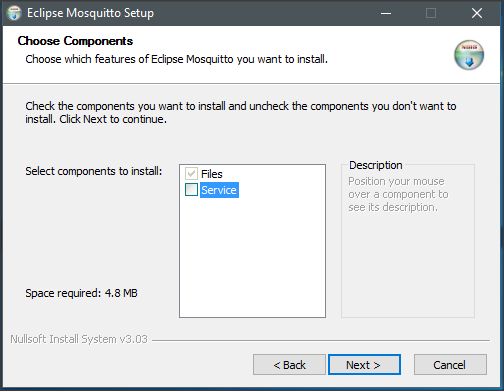 Eclipse Mosquitto Setup
Choose Components
Choose which features of Eclipse Mosquitto you want to install.
Check the components you want to install and uncheck the components you don't want to
install. Click Next to continue.
Select components to install:
Files
Service
Description
Position your mouse
over a component to
see its description.
Space required: 4.8 MB
Nullsoft Install System v3.03
< Back
Next >
Cancel